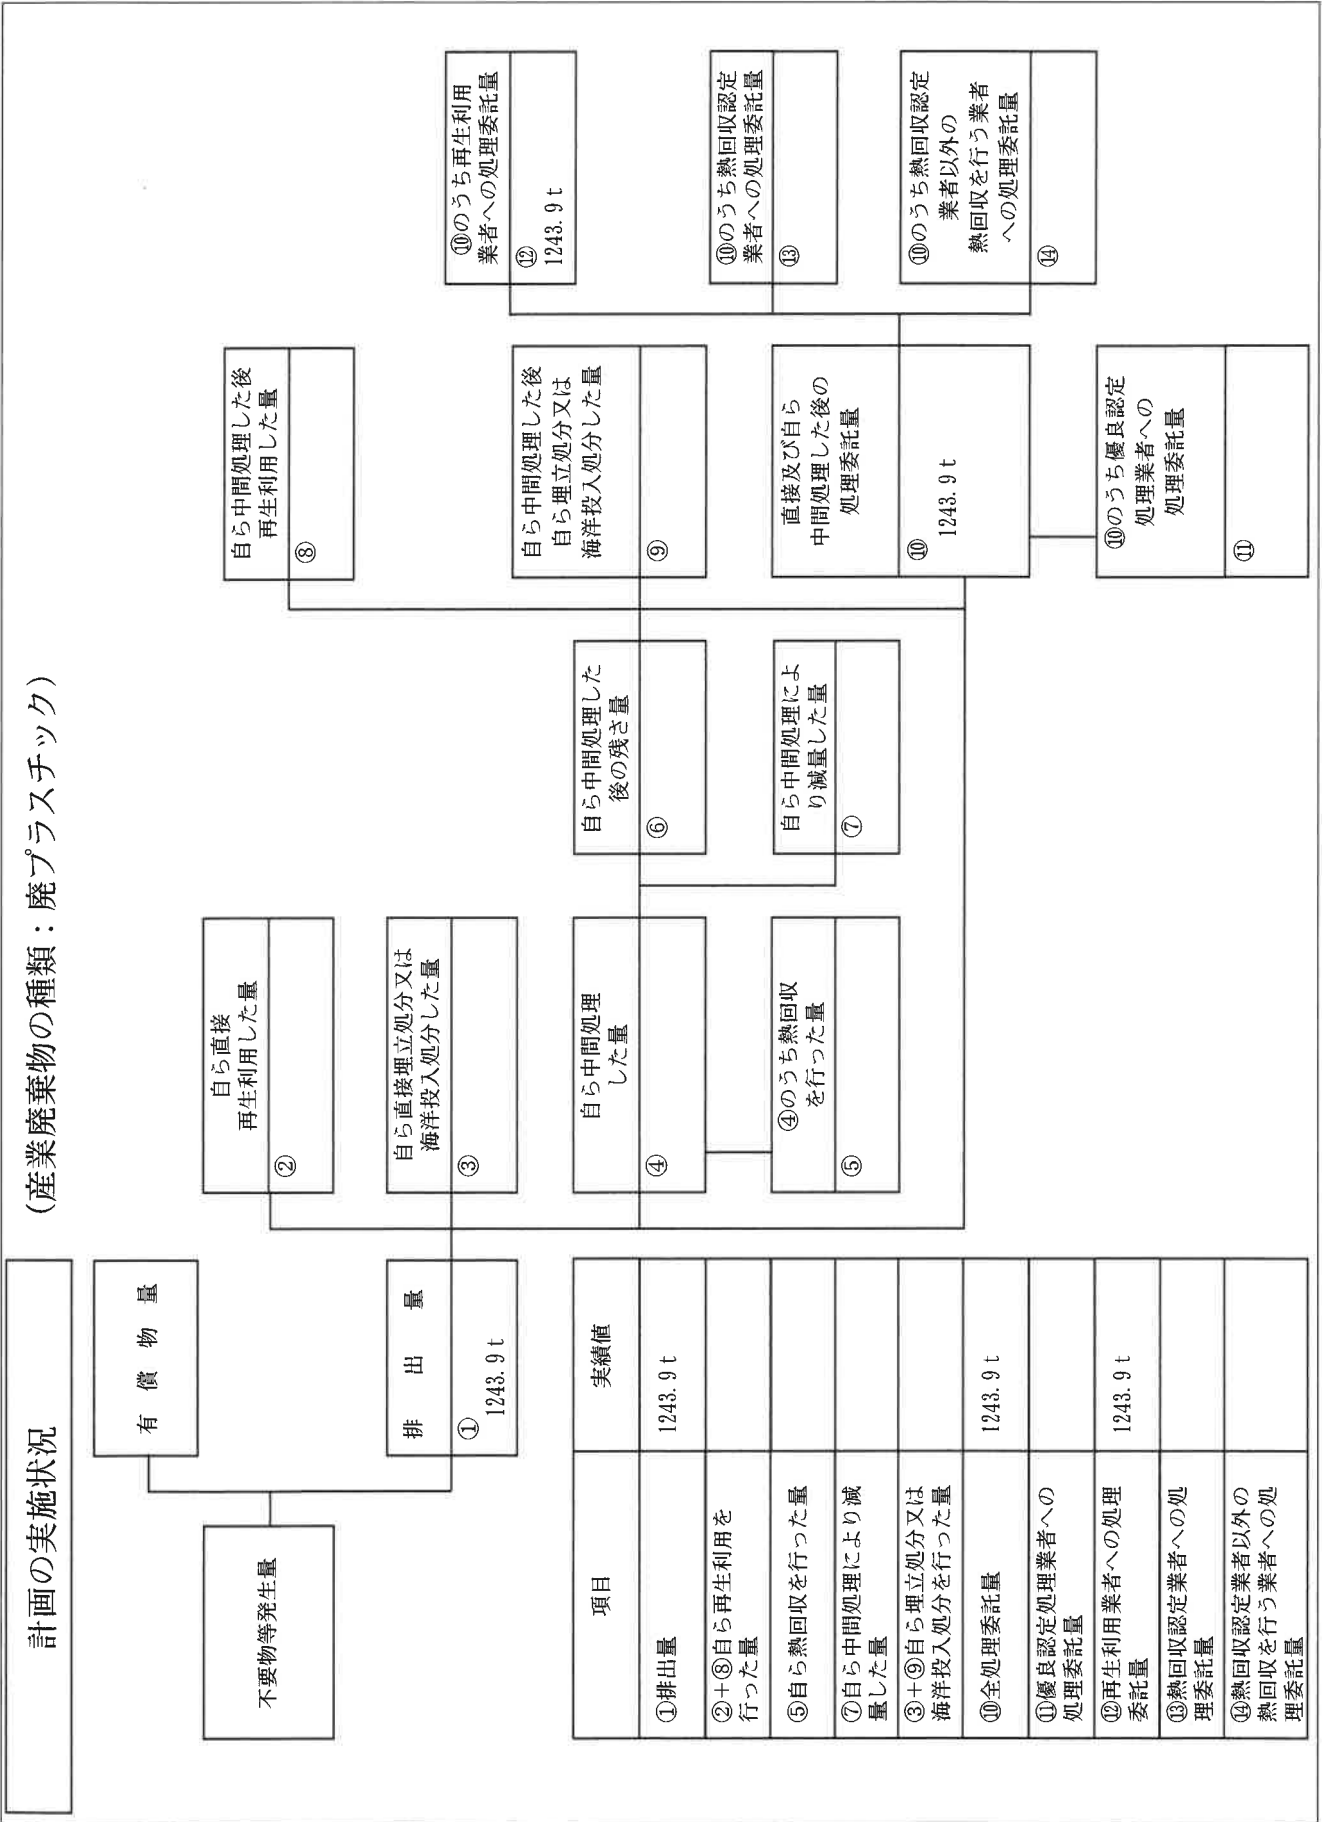 計画の実施状況
(産業廃棄物の種類：廃プラスチック)
不要物等発生量
有償物量
排出量
①
1243.9 t
自ら直接
再生利用した量
②
自ら直接埋立処分又は
海洋投入処分した量
③
自ら中間処理
した量
④
④のうち熱回収
を行った量
⑤
自ら中間処理した
後の残さ量
⑥
自ら中間処理によ
り減量した量
⑦
自ら中間処理した後
再生利用した量
⑧
自ら中間処理した後
自ら埋立処分又は
海洋投入処分した量
⑨
直接及び自ら
中間処理した後の
処理委託量
⑩
1243.9 t
⑩のうち優良認定
処理業者への
処理委託量
⑪
⑩のうち再生利用
業者への処理委託量
⑫
1243.9 t
⑩のうち熱回収認定
業者への処理委託量
⑬
⑩のうち熱回収認定
業者以外の
熱回収を行う業者
への処理委託量
⑭
項目
実績値
①排出量
1243.9 t
②+⑧自ら再生利用を
行った量
⑤自ら熱回収を行った量
⑦自ら中間処理により減
量した量
③+⑨自ら埋立処分又は
海洋投入処分を行った量
⑩全処理委託量
1243.9 t
⑪優良認定処理業者への
処理委託量
⑫再生利用業者への処理
委託量
1243.9 t
⑬熱回収認定業者への処
理委託量
⑭熱回収認定業者以外の
熱回収を行う業者への処
理委託量